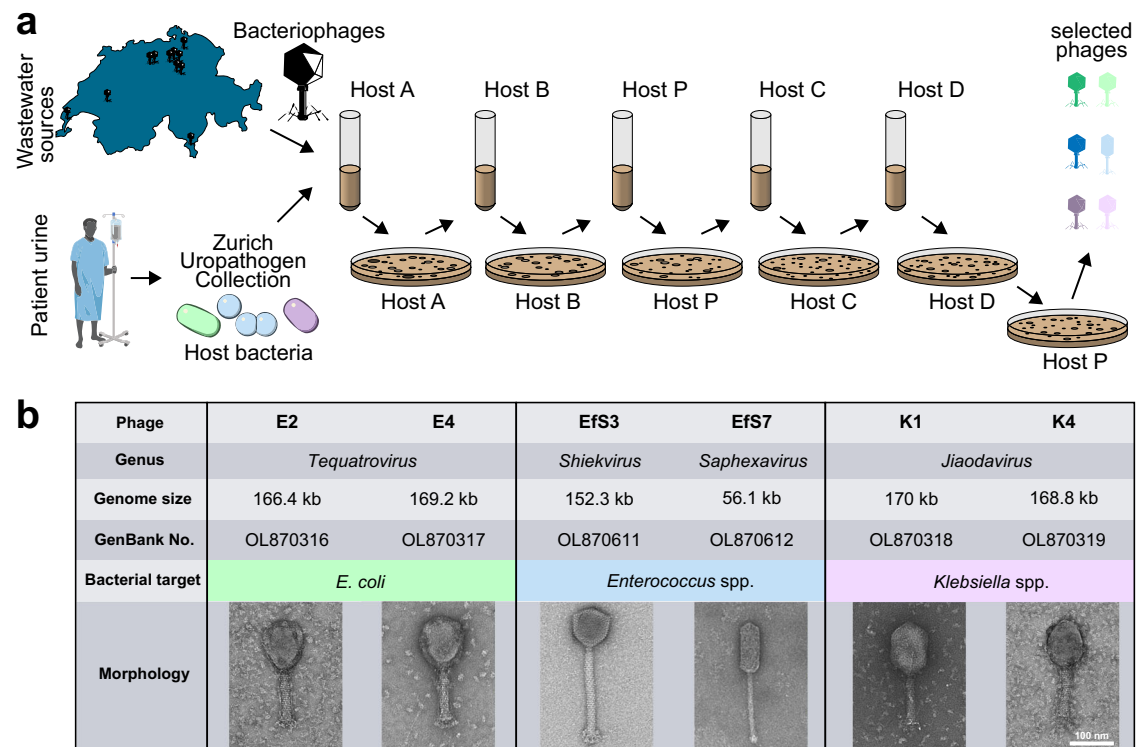 a
Wastewater
sources
Bacteriophages
Host A
Host B
Host P
Host C
Host D
selected
phages
Patient urine
Zurich
Uropathogen
Collection
Host bacteria
Host A
Host B
Host P
Host C
Host D
Host P
b
Phage E2 E4 EfS3 EfS7 K1 K4
Genus Tequatrovirus Shiekvirus Saphexavirus Jiaodavirus
Genome size 166.4 kb 169.2 kb 152.3 kb 56.1 kb 170 kb 168.8 kb
GenBank No. OL870316 OL870317 OL870611 OL870612 OL870318 OL870319
Bacterial target E. coli Enterococcus spp. Klebsiella spp.
Morphology
100 nm